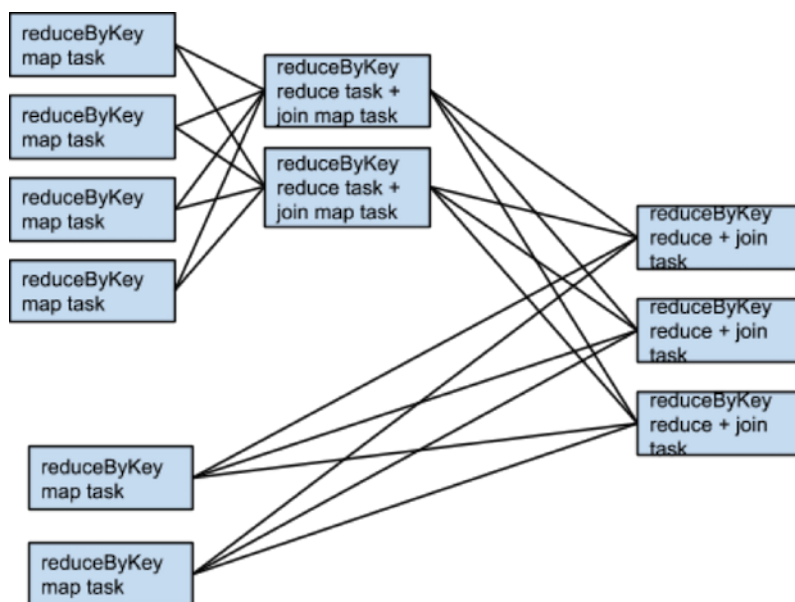 reduceByKey
map task
reduceByKey
map task
reduceByKey
map task
reduceByKey
map task
reduceByKey
reduce task +
join map task
reduceByKey
reduce task +
join map task
reduceByKey
reduce + join
task
reduceByKey
reduce + join
task
reduceByKey
reduce + join
task
reduceByKey
map task
reduceByKey
map task